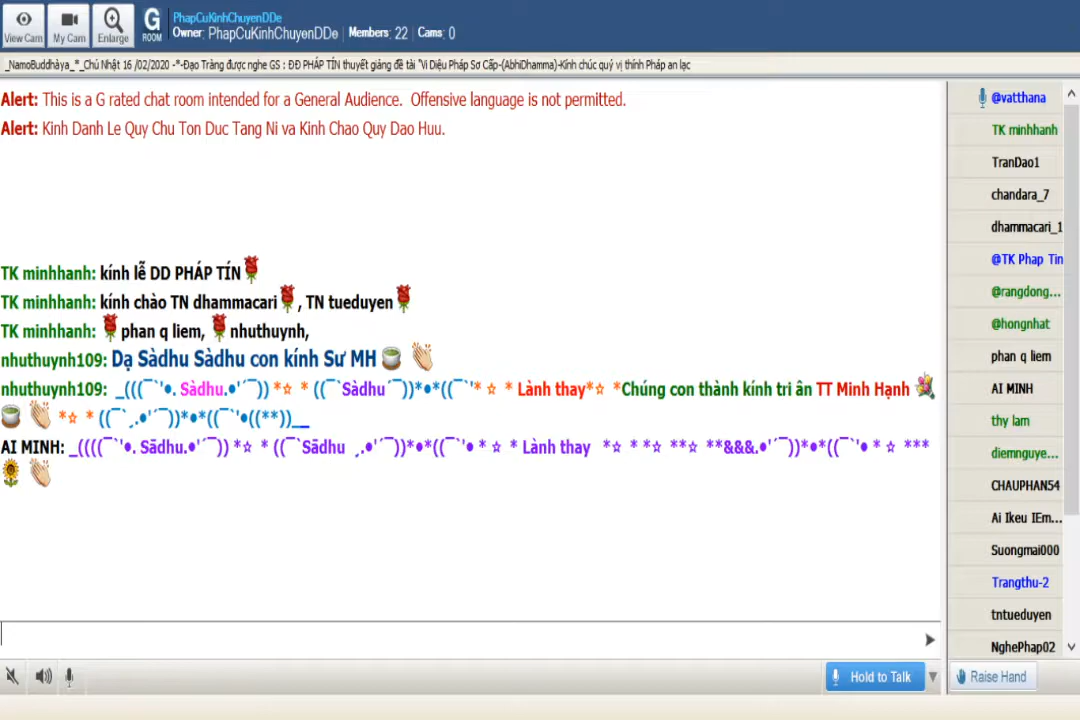 View Cam
My Cam
Enlarge
G
ROOM
PhapCuKinhChuyenDDe
Owner: PhapCuKinhChuyenDDe Members: 22 Cams: 0
_NamoBuddhàya_*_Chủ Nhật 16 /02/2020 -*-Đạo Tràng được nghe GS : ĐĐ PHÁP TÍN thuyết giảng đề tài "Vi Diệu Pháp Sơ Cấp-(AbhiDhamma)-Kính chúc quý vị thính Pháp an lạc
Alert: This is a G rated chat room intended for a General Audience. Offensive language is not permitted.
Alert: Kinh Danh Le Quy Chu Ton Duc Tang Ni va Kinh Chao Quy Dao Huu.
TK minhhanh: kính lễ DD PHÁP TÍN
TK minhhanh: kính chào TN dhammacari, TN tueduyen
TK minhhanh: phan q liem, nhuthuynh,
nhuthuynh109: Dạ Sàdhu Sàdhu con kính Sư MH
nhuthuynh109: _(((¯`'•. Sàdhu.•'´¯)) *☆ * ((¯`Sàdhu´¯))*•*((¯`'* ☆ * Lành thay*☆ *Chúng con thành kính tri ân TT Minh Hạnh
*☆ * ((¯`¸.•'´¯))*•*((¯`'•((**))__
AI MINH: _((((¯`'•. Sādhu.•'´¯)) *☆ * ((¯`Sādhu ¸.•'´¯))*•*((¯`'• * ☆ * Lành thay *☆ * *☆ **☆ **&&&.•'´¯))*•*((¯`'• * ☆ ***
Hold to Talk
@vatthana
TK minhhanh
TranDao1
chandara_7
dhammacari_1
@TK Phap Tin
@rangdong...
@hongnhat
phan q liem
AI MINH
thy lam
diemnguye...
CHAUPHAN54
Ai Ikeu IEm...
Suongmai000
Trangthu-2
tntueduyen
NghePhap02
Raise Hand